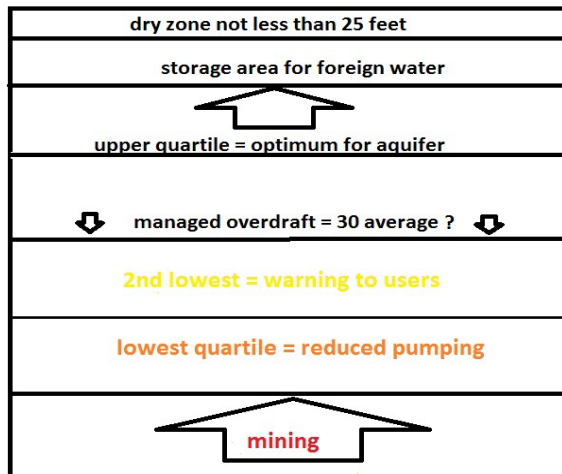 dry zone not less than 25 feet
storage area for foreign water
upper quartile = optimum for aquifer
managed overdraft = 30 average ?
2nd lowest = warning to users
lowest quartile = reduced pumping
mining